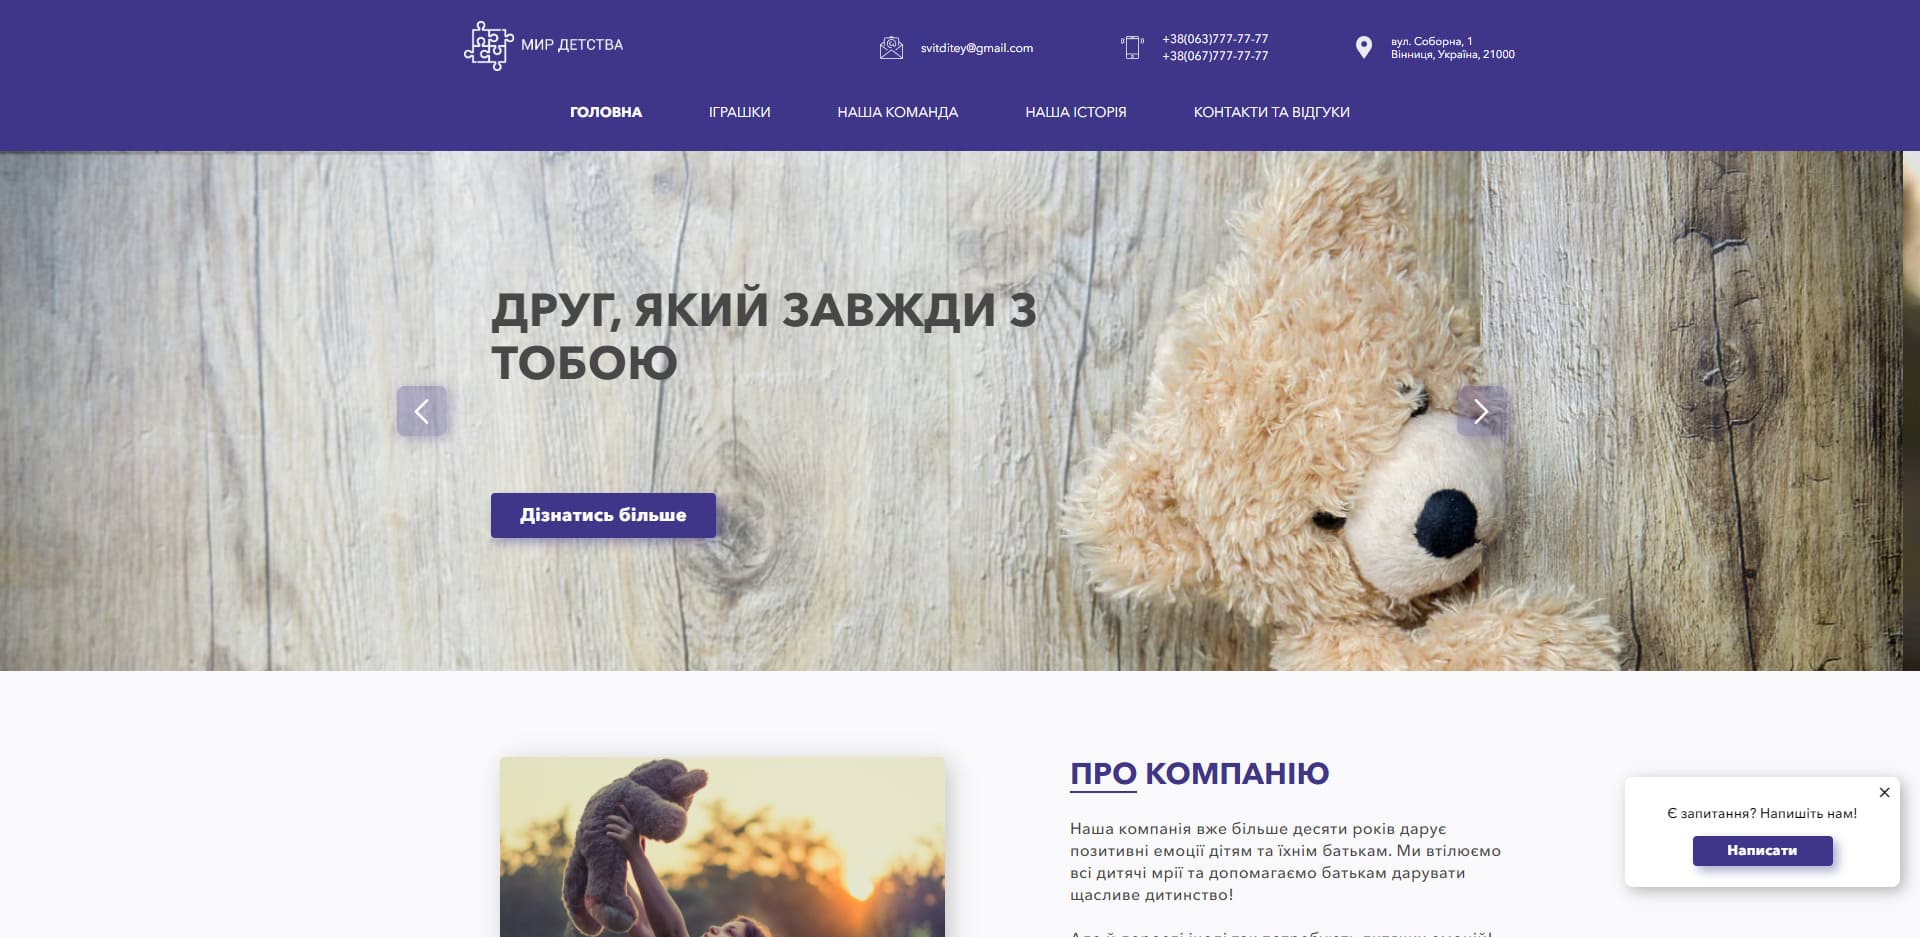 МИР ДЕТСТВА
svitditey@gmail.com
+38(063)777-77-77
+38(067)777-77-77
вул. Соборна, 1
Вінниця, Україна, 21000
ГОЛОВНА
ІГРАШКИ
НАША КОМАНДА
НАША ІСТОРІЯ
КОНТАКТИ ТА ВІДГУКИ
ДРУГ, ЯКИЙ ЗАВЖДИ З
ТОБОЮ
Дізнатись більше
ПРО КОМПАНІЮ
Наша компанія вже більше десяти років дарує
позитивні емоції дітям та їхнім батькам. Ми втілюємо
всі дитячі мрії та допомагаємо батькам дарувати
щасливе дитинство!
Є запитання? Напишіть нам!
Написати